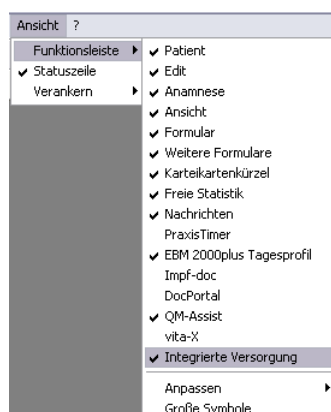 Ansicht ?
Funktionsleiste
Statuszeile
Verankern
Patient
Edit
Anamnese
Ansicht
Formular
Weitere Formulare
Karteikartenkürzel
Freie Statistik
Nachrichten
PraxisTimer
EBM 2000plus Tagesprofil
Impf-doc
DocPortal
QM-Assist
vita-X
Integrierte Versorgung
Anpassen
Große Symbole